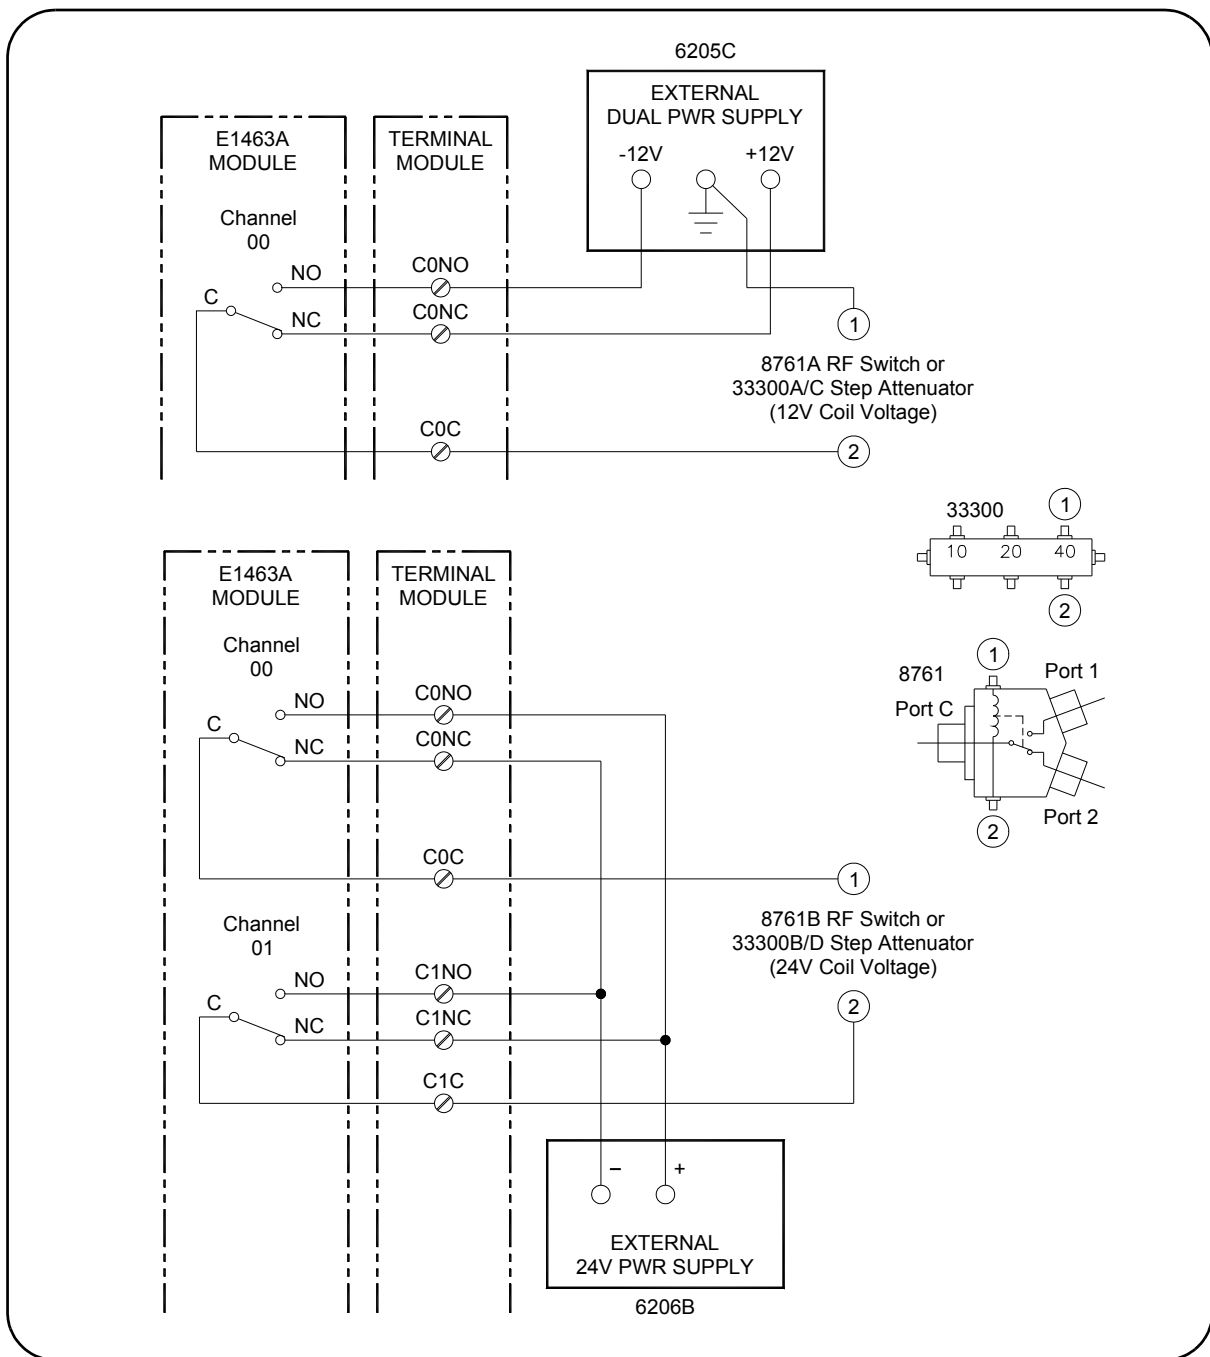 6205C
EXTERNAL
DUAL PWR SUPPLY
-12V
+12V
E1463A
MODULE
TERMINAL
MODULE
Channel
00
NO
C0NO
C
NC
C0NC
1
8761A RF Switch or
33300A/C Step Attenuator
(12V Coil Voltage)
C0C
2
33300
1
10
20
40
2
E1463A
MODULE
TERMINAL
MODULE
Channel
00
NO
C0NO
C
NC
C0NC
C0C
1
8761
Port 1
Port C
Port 2
2
1
8761B RF Switch or
33300B/D Step Attenuator
(24V Coil Voltage)
2
Channel
01
NO
C1NO
C
NC
C1NC
C1C
–
+
EXTERNAL
24V PWR SUPPLY
6206B